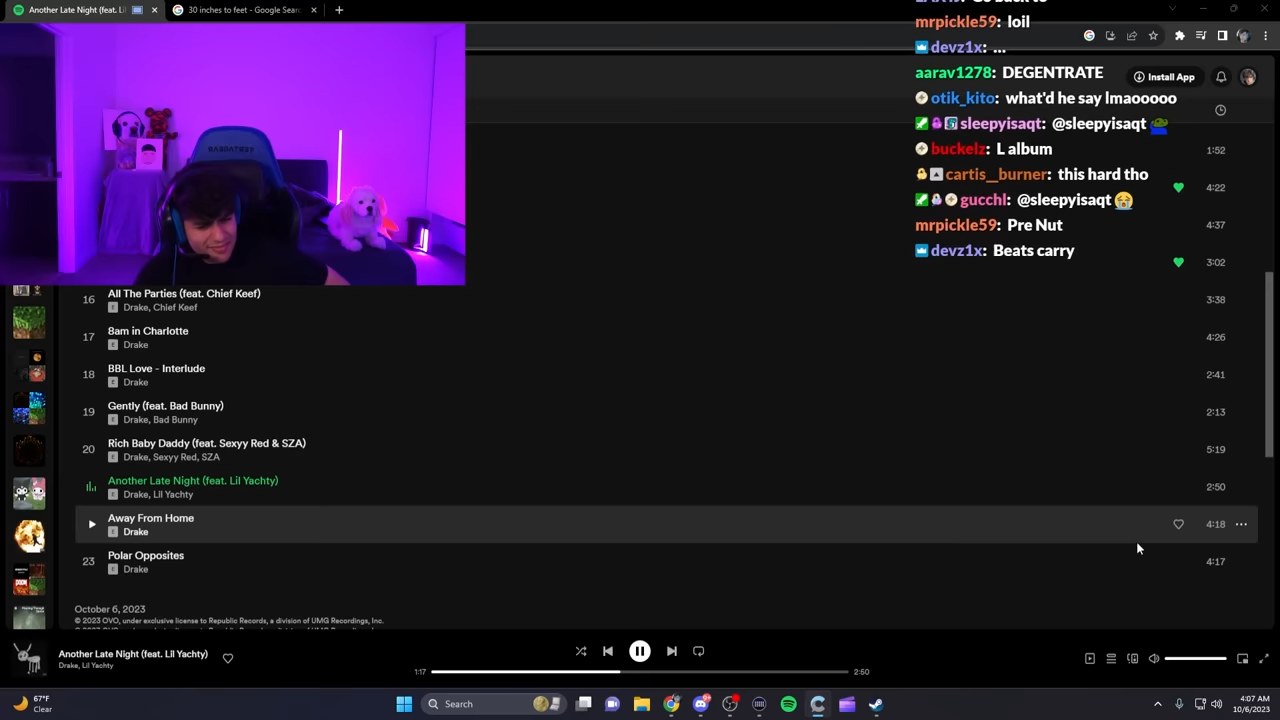 Another Late Night (feat. Li
30 inches to feet - Google Sear
mrpickle59: loil
devz1x: ...
aarav1278: DEGENTRATE
Install App
otik_kito: what'd he say lmaooooo
sleepyisaqt: @sleepyisaqt
buckelz: L album
1:52
cartis__burner: this hard tho
4:22
gucchl: @sleepyisaqt
mrpickle59: Pre Nut
4:37
devz1x: Beats carry
3:02
16 All The Parties (feat. Chief Keef) 3:38
E Drake, Chief Keef
17 8am in Charlotte 4:26
E Drake
18 BBL Love - Interlude 2:41
E Drake
19 Gently (feat. Bad Bunny) 2:13
E Drake, Bad Bunny
20 Rich Baby Daddy (feat. Sexyy Red & SZA) 5:19
E Drake, Sexyy Red, SZA
Another Late Night (feat. Lil Yachty) 2:50
E Drake, Lil Yachty
Away From Home 4:18
E Drake
23 Polar Opposites 4:17
E Drake
October 6, 2023
© 2023 OVO, under exclusive license to Republic Records, a division of UMG Recordings, Inc.
Another Late Night (feat. Lil Yachty)
Drake, Lil Yachty
1:17 2:50
67°F
Clear
Search
4:07 AM
10/6/2023